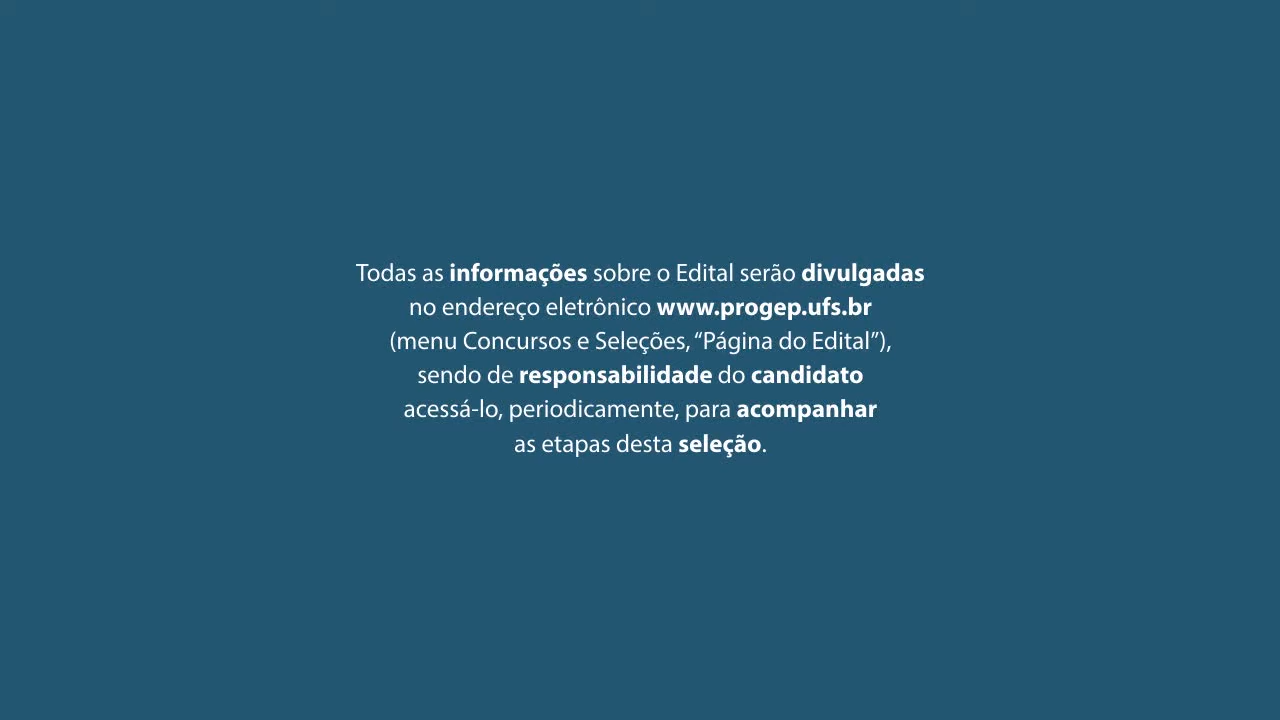 Todas as informações sobre o Edital serão divulgadas
no endereço eletrônico www.progep.ufs.br
(menu Concursos e Seleções, “Página do Edital”),
sendo de responsabilidade do candidato
acessá-lo, periodicamente, para acompanhar
as etapas desta seleção.